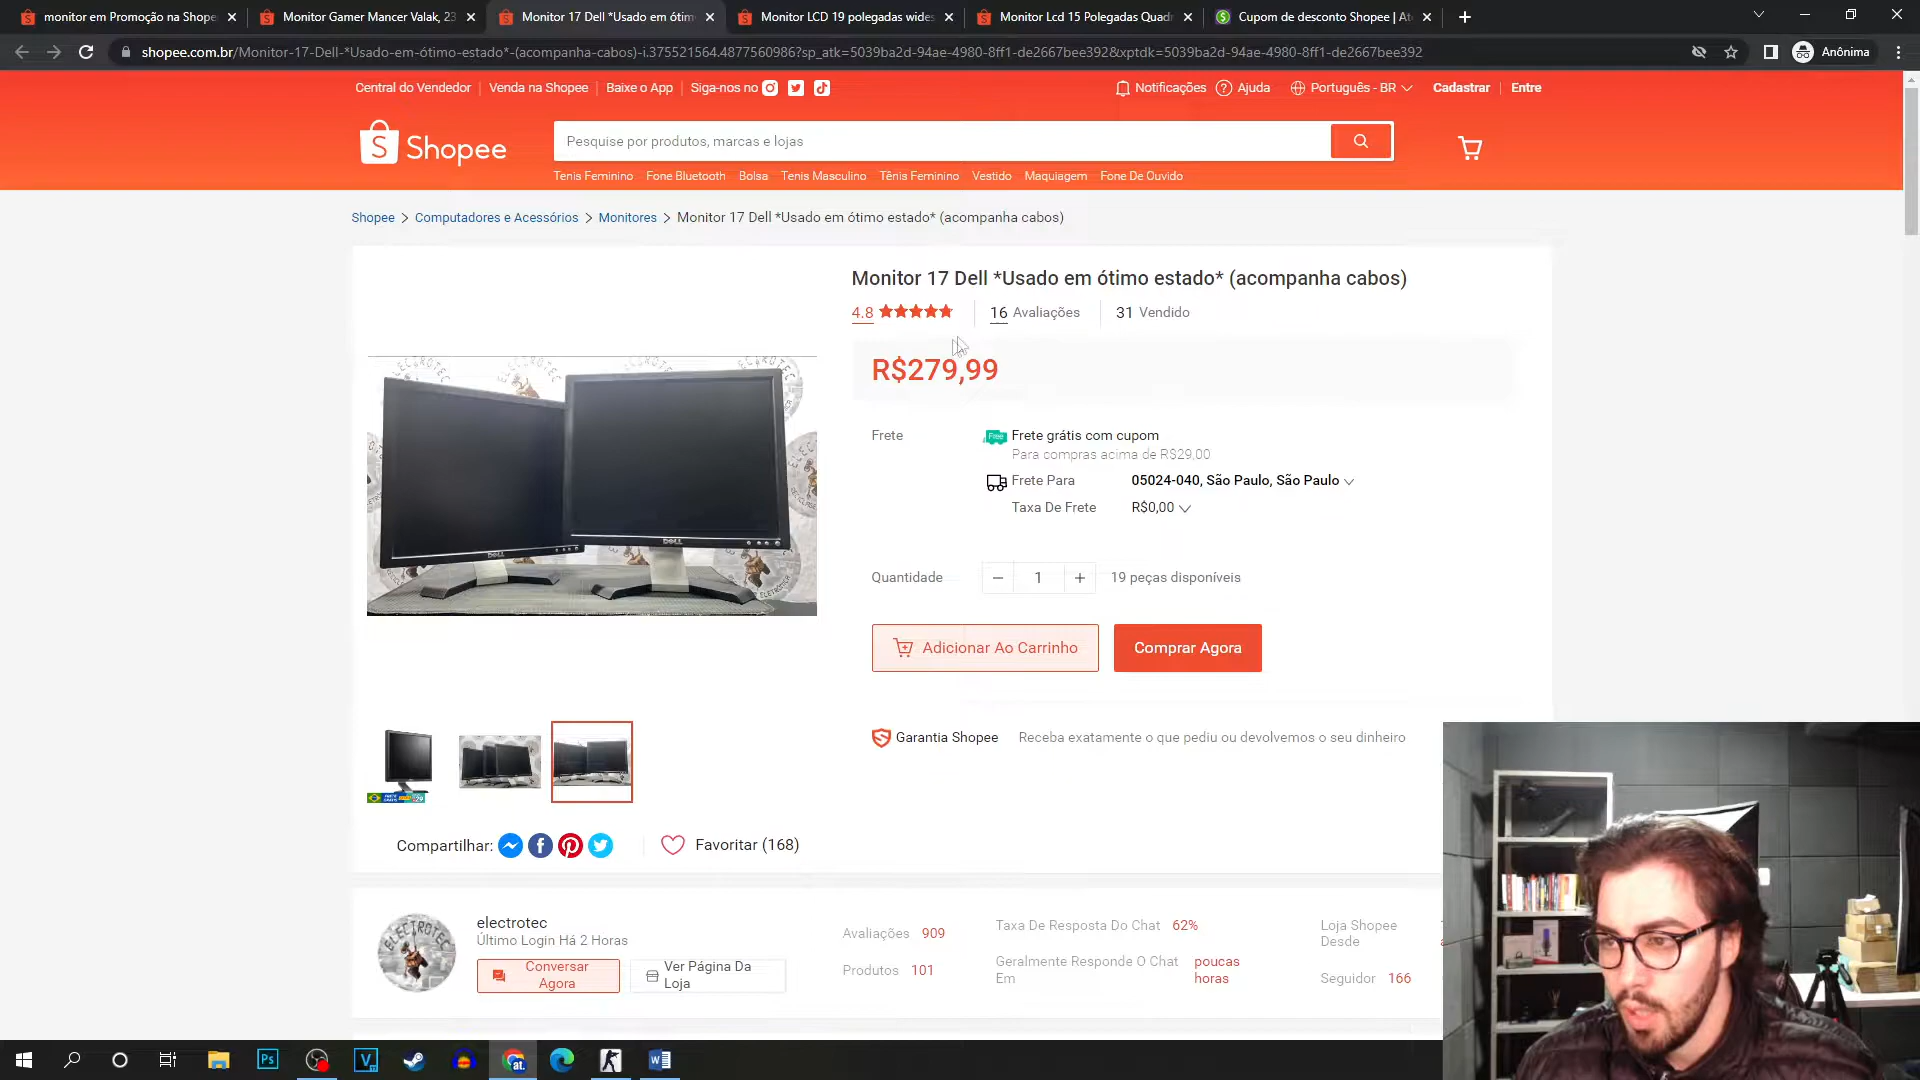 monitor em Promoção na Shope
Monitor Gamer Mancer Valak, 23
Monitor 17 Dell *Usado em ótim
Monitor LCD 19 polegadas wides
Monitor Lcd 15 Polegadas Quadr
Cupom de desconto Shopee | At
shopee.com.br/Monitor-17-Dell-*Usado-em-ótimo-estado*-(acompanha-cabos)-i.375521564.4877560986?sp_atk=5039ba2d-94ae-4980-8ff1-de2667bee392&xptdk=5039ba2d-94ae-4980-8ff1-de2667bee392
Anônima
Central do Vendedor | Venda na Shopee | Baixe o App | Siga-nos no
Notificações Ajuda Português - BR Cadastrar | Entre
Shopee
Pesquise por produtos, marcas e lojas
Tenis Feminino Fone Bluetooth Bolsa Tenis Masculino Tênis Feminino Vestido Maquiagem Fone De Ouvido
Shopee > Computadores e Acessórios > Monitores > Monitor 17 Dell *Usado em ótimo estado* (acompanha cabos)
Monitor 17 Dell *Usado em ótimo estado* (acompanha cabos)
4.8 16 Avaliações 31 Vendido
R$279,99
Frete
Free Frete grátis com cupom
Para compras acima de R$29,00
Frete Para 05024-040, São Paulo, São Paulo
Taxa De Frete R$0,00
DELL
DELL
Quantidade 1 19 peças disponíveis
Adicionar Ao Carrinho
Comprar Agora
Garantia Shopee Receba exatamente o que pediu ou devolvemos o seu dinheiro
Compartilhar:
Favoritar (168)
ELECTROTEC
electrotec
Último Login Há 2 Horas
Conversar Agora
Ver Página Da Loja
Avaliações 909
Produtos 101
Taxa De Resposta Do Chat 62%
Geralmente Responde O Chat Em poucas horas
Loja Shopee Desde
Seguidor 166